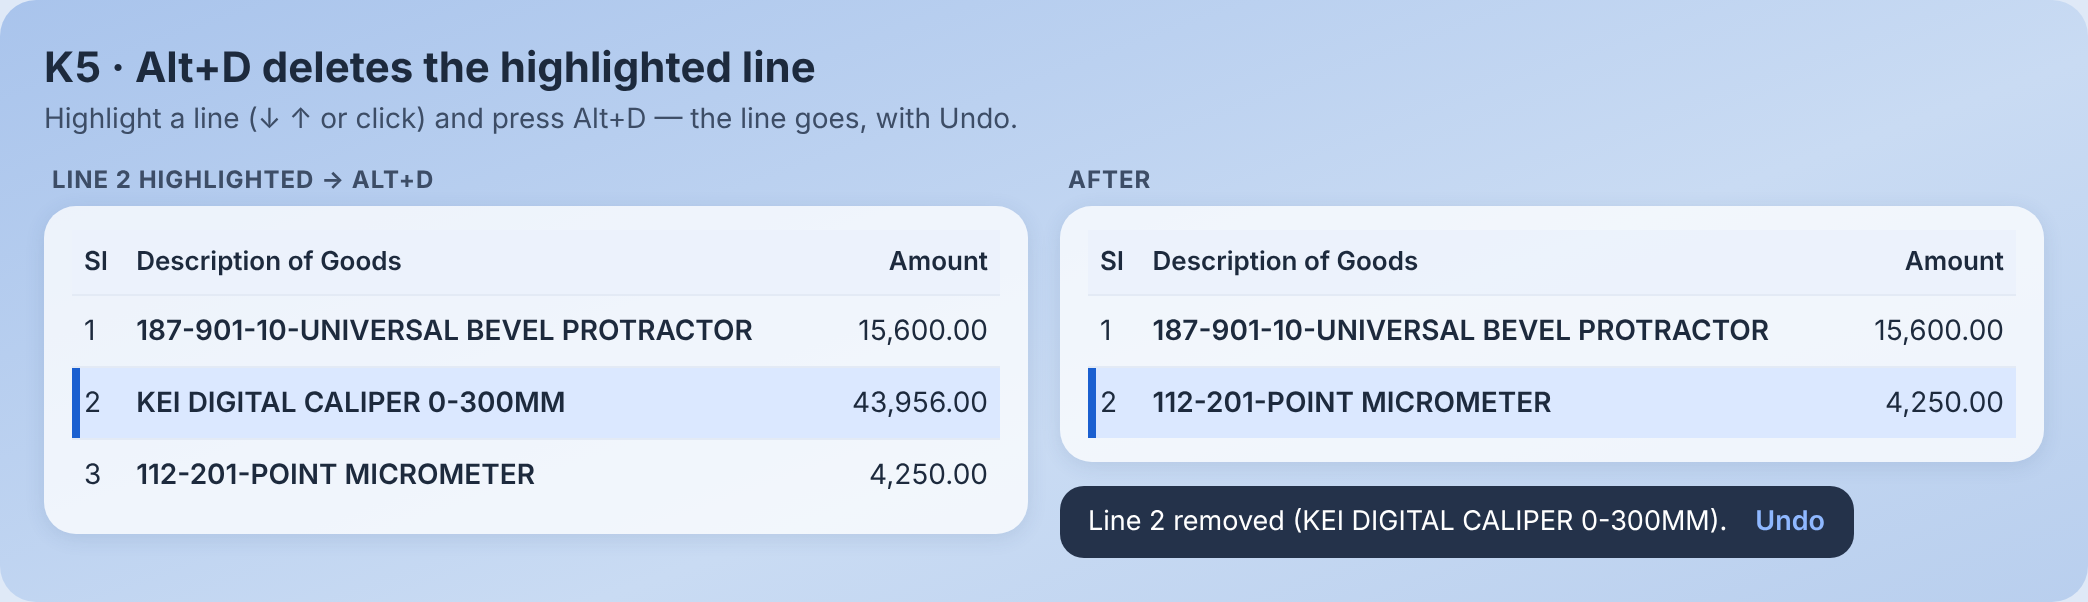 K5 · Alt+D deletes the highlighted line
Highlight a line (↓ ↑ or click) and press Alt+D — the line goes, with Undo.
LINE 2 HIGHLIGHTED → ALT+D
Sl Description of Goods Amount
1 187-901-10-UNIVERSAL BEVEL PROTRACTOR 15,600.00
2 KEI DIGITAL CALIPER 0-300MM 43,956.00
3 112-201-POINT MICROMETER 4,250.00
AFTER
Sl Description of Goods Amount
1 187-901-10-UNIVERSAL BEVEL PROTRACTOR 15,600.00
2 112-201-POINT MICROMETER 4,250.00
Line 2 removed (KEI DIGITAL CALIPER 0-300MM). Undo